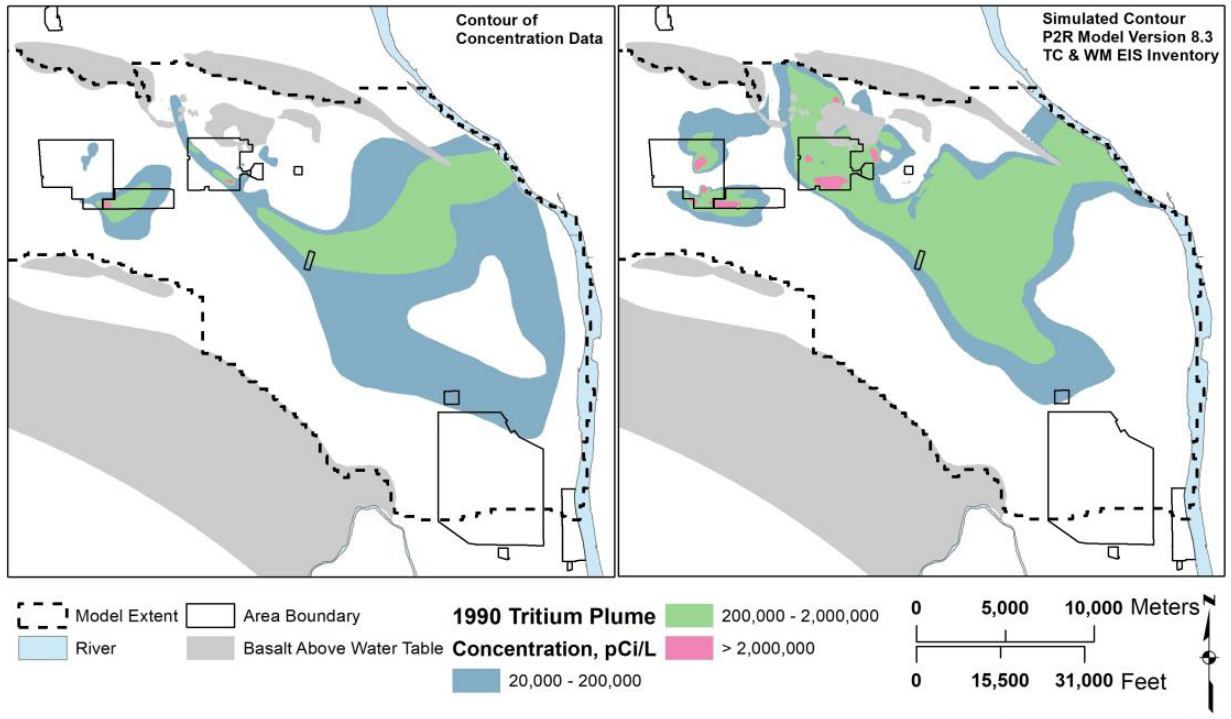 Contour of
Concentration Data
Simulated Contour
P2R Model Version 8.3
TC & WM EIS Inventory
Model Extent
Area Boundary
River
Basalt Above Water Table
1990 Tritium Plume
Concentration, pCi/L
20,000 - 200,000
200,000 - 2,000,000
> 2,000,000
0 5,000 10,000 Meters
0 15,500 31,000 Feet
N